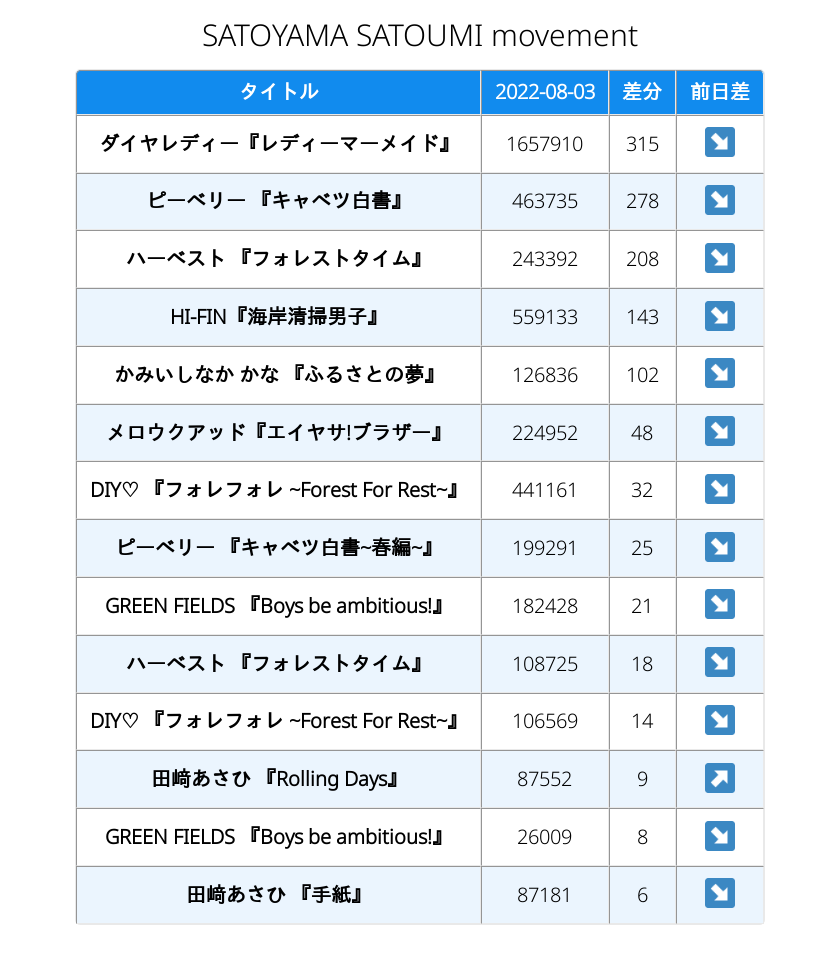 SATOYAMA SATOUMI movement
タイトル 2022-08-03 差分 前日差
ダイヤレディー『レディーマーメイド』 1657910 315 ↘
ピーベリー 『キャベツ白書』 463735 278 ↘
ハーベスト 『フォレストタイム』 243392 208 ↘
HI-FIN『海岸清掃男子』 559133 143 ↘
かみいしなか かな 『ふるさとの夢』 126836 102 ↘
メロウクアッド『エイヤサ!ブラザー』 224952 48 ↘
DIY♡ 『フォレフォレ ~Forest For Rest~』 441161 32 ↘
ピーベリー 『キャベツ白書~春編~』 199291 25 ↘
GREEN FIELDS 『Boys be ambitious!』 182428 21 ↘
ハーベスト 『フォレストタイム』 108725 18 ↘
DIY♡ 『フォレフォレ ~Forest For Rest~』 106569 14 ↘
田﨑あさひ 『Rolling Days』 87552 9 ↗
GREEN FIELDS 『Boys be ambitious!』 26009 8 ↘
田﨑あさひ 『手紙』 87181 6 ↘